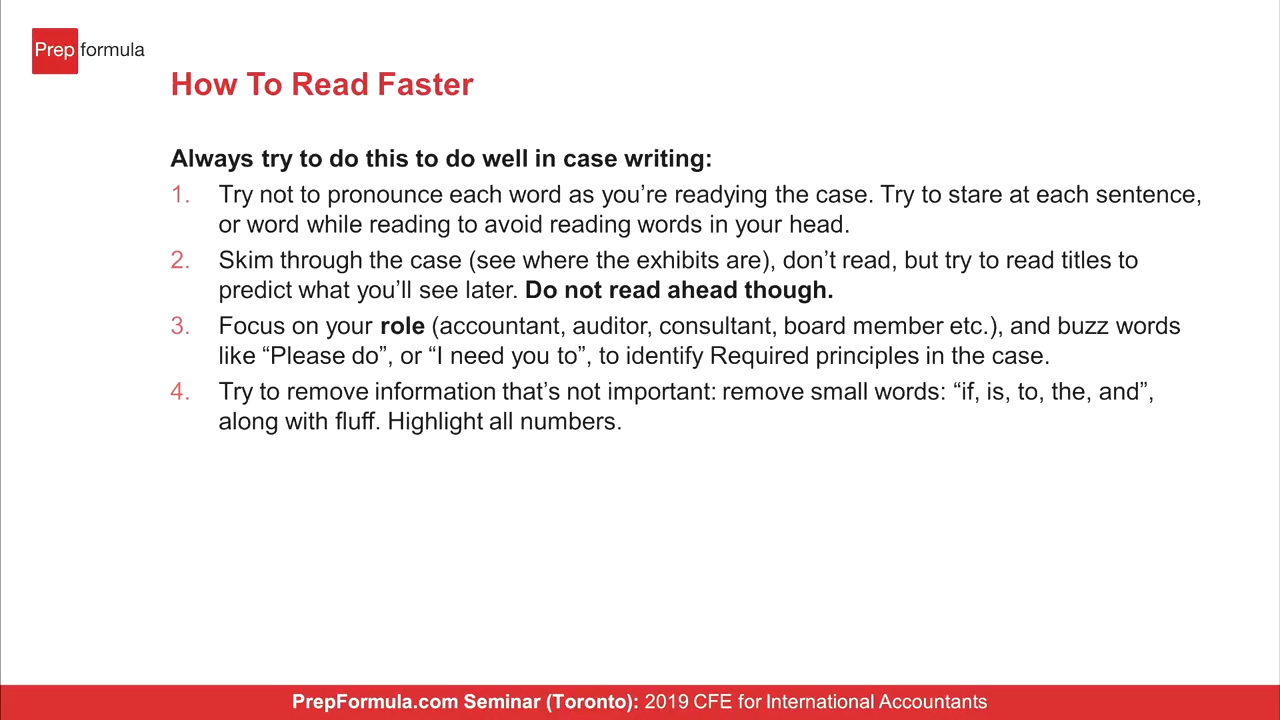 Prep formula
How To Read Faster
Always try to do this to do well in case writing:
1. Try not to pronounce each word as you’re readying the case. Try to stare at each sentence,
or word while reading to avoid reading words in your head.
2. Skim through the case (see where the exhibits are), don’t read, but try to read titles to
predict what you’ll see later. Do not read ahead though.
3. Focus on your role (accountant, auditor, consultant, board member etc.), and buzz words
like “Please do”, or “I need you to”, to identify Required principles in the case.
4. Try to remove information that’s not important: remove small words: “if, is, to, the, and”,
along with fluff. Highlight all numbers.
PrepFormula.com Seminar (Toronto): 2019 CFE for International Accountants